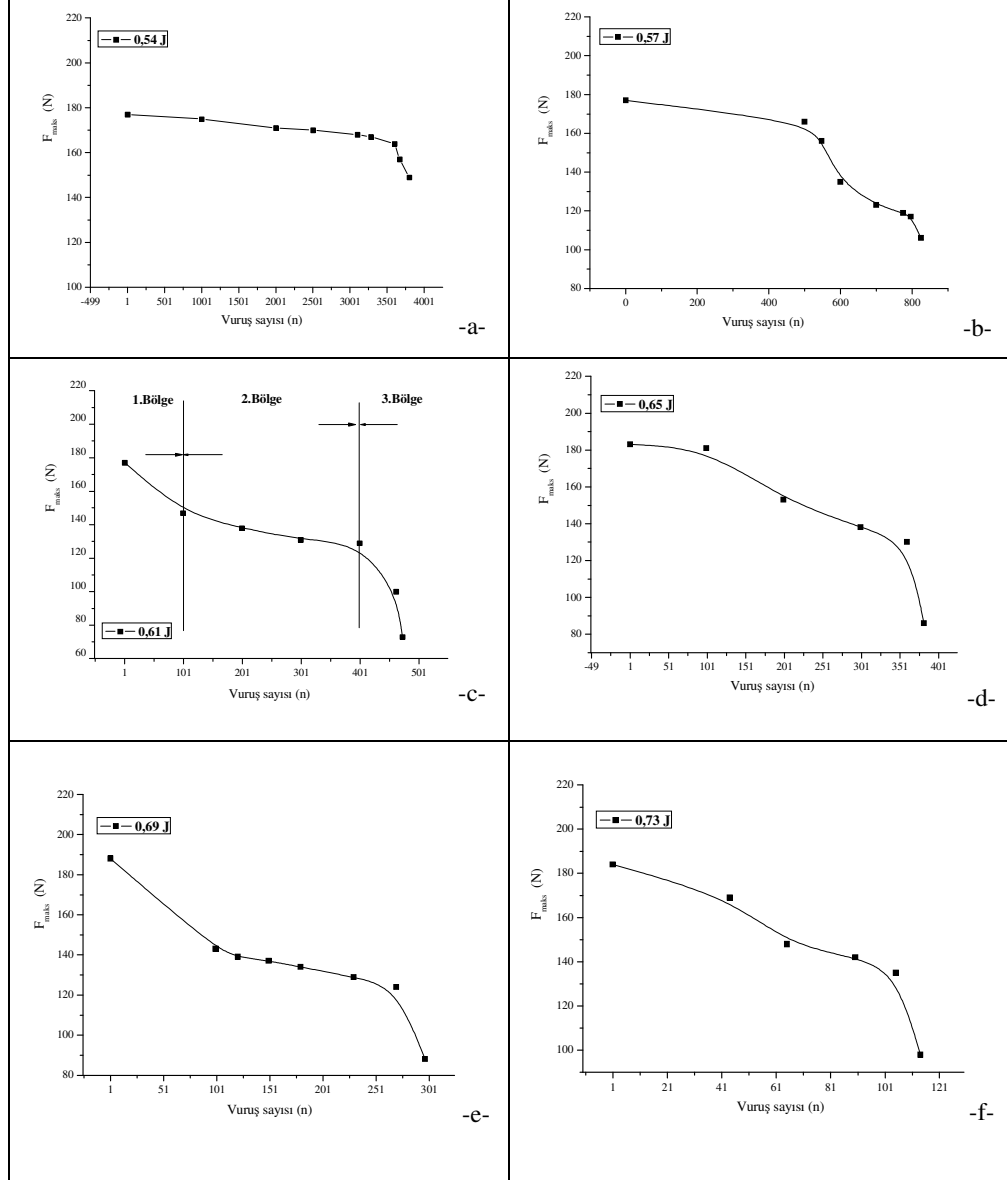 220
200
180
160
140
120
100
F maks (N)
0,54 J
-499 1 501 1001 1501 2001 2501 3001 3501 4001
Vuruş sayısı (n)
-a-
220
200
180
160
140
120
100
80
F maks (N)
0,57 J
0 200 400 600 800
Vuruş sayısı (n)
-b-
220
200
180
160
140
120
100
80
60
F maks (N)
1.Bölge 2.Bölge 3.Bölge
0,61 J
1 101 201 301 401 501
Vuruş sayısı (n)
-c-
220
200
180
160
140
120
100
80
F maks (N)
0,65 J
-49 1 51 101 151 201 251 301 351 401
Vuruş sayısı (n)
-d-
220
200
180
160
140
120
100
80
F maks (N)
0,69 J
1 51 101 151 201 251 301
Vuruş sayısı (n)
-e-
220
200
180
160
140
120
100
F maks (N)
0,73 J
1 21 41 61 81 101 121
Vuruş sayısı (n)
-f-